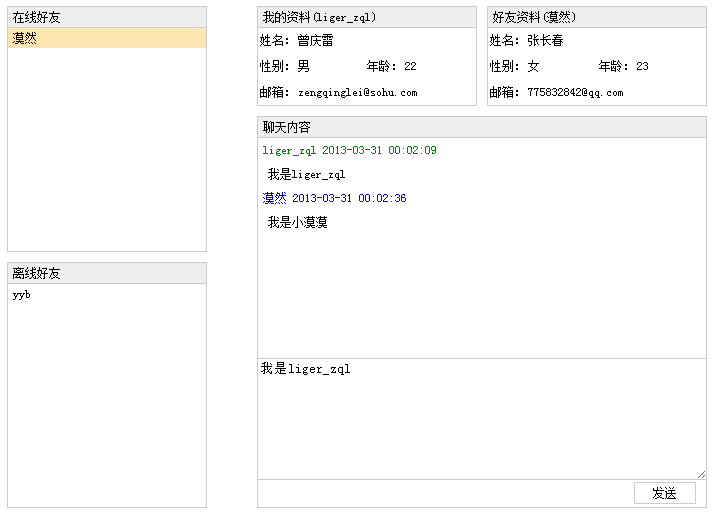 在线好友
漠然
离线好友
yyb
我的资料(liger_zql)
姓名: 曾庆雷
性别: 男 年龄: 22
邮箱: zengqinglei@sohu.com
好友资料(漠然)
姓名: 张长春
性别: 女 年龄: 23
邮箱: 775832842@qq.com
聊天内容
liger_zql 2013-03-31 00:02:09
我是liger_zql
漠然 2013-03-31 00:02:36
我是小漠漠
我是liger_zql
发送